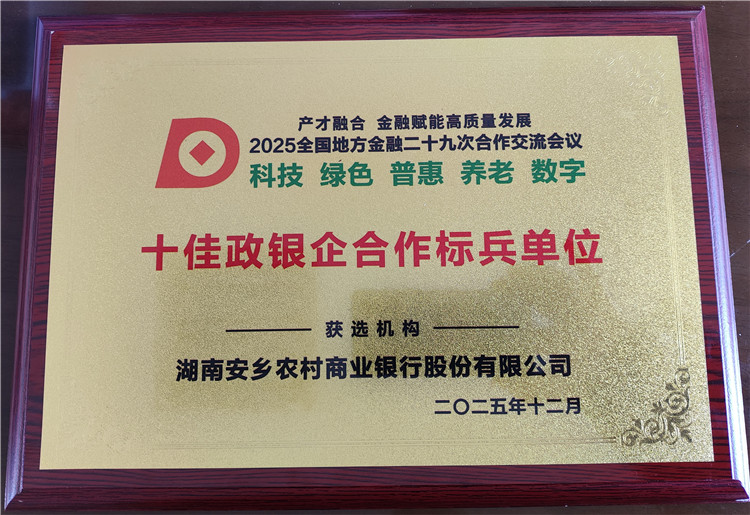 产才融合 金融赋能高质量发展
2025全国地方金融二十九次合作交流会议
科技 绿色 普惠 养老 数字
十佳政银企合作标兵单位
获选机构
湖南安乡农村商业银行股份有限公司
二〇二五年十二月